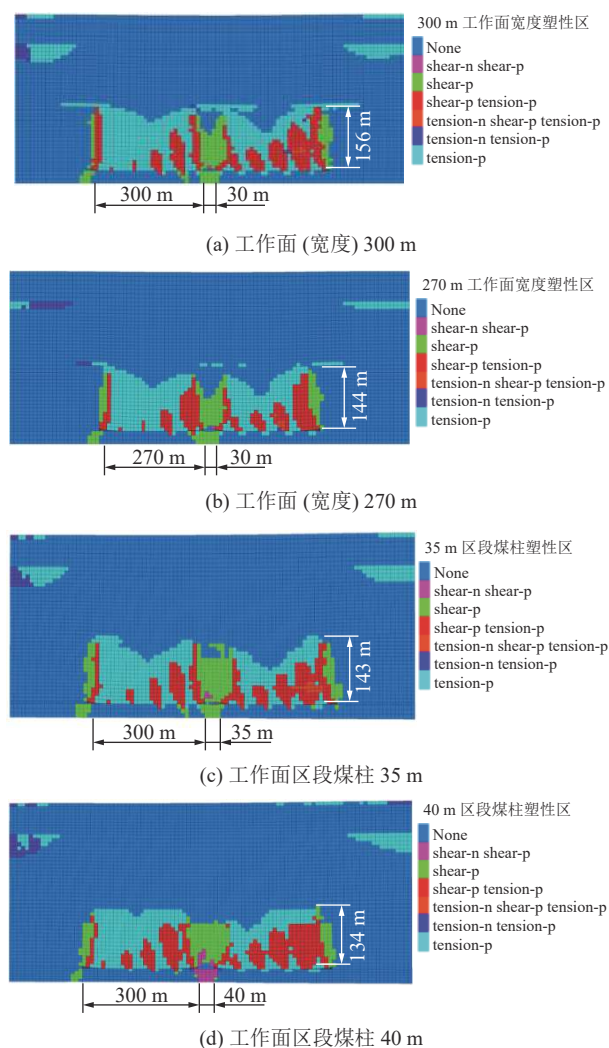 300 m 工作面宽度塑性区
None
shear-n shear-p
shear-p
shear-p tension-p
tension-n shear-p tension-p
tension-n tension-p
tension-p
156 m
300 m
30 m
(a) 工作面 (宽度) 300 m
270 m 工作面宽度塑性区
None
shear-n shear-p
shear-p
shear-p tension-p
tension-n shear-p tension-p
tension-n tension-p
tension-p
144 m
270 m
30 m
(b) 工作面 (宽度) 270 m
35 m 区段煤柱塑性区
None
shear-n shear-p
shear-p
shear-p tension-p
tension-n shear-p tension-p
tension-n tension-p
tension-p
143 m
300 m
35 m
(c) 工作面区段煤柱 35 m
40 m 区段煤柱塑性区
None
shear-n shear-p
shear-p
shear-p tension-p
tension-n shear-p tension-p
tension-n tension-p
tension-p
134 m
300 m
40 m
(d) 工作面区段煤柱 40 m